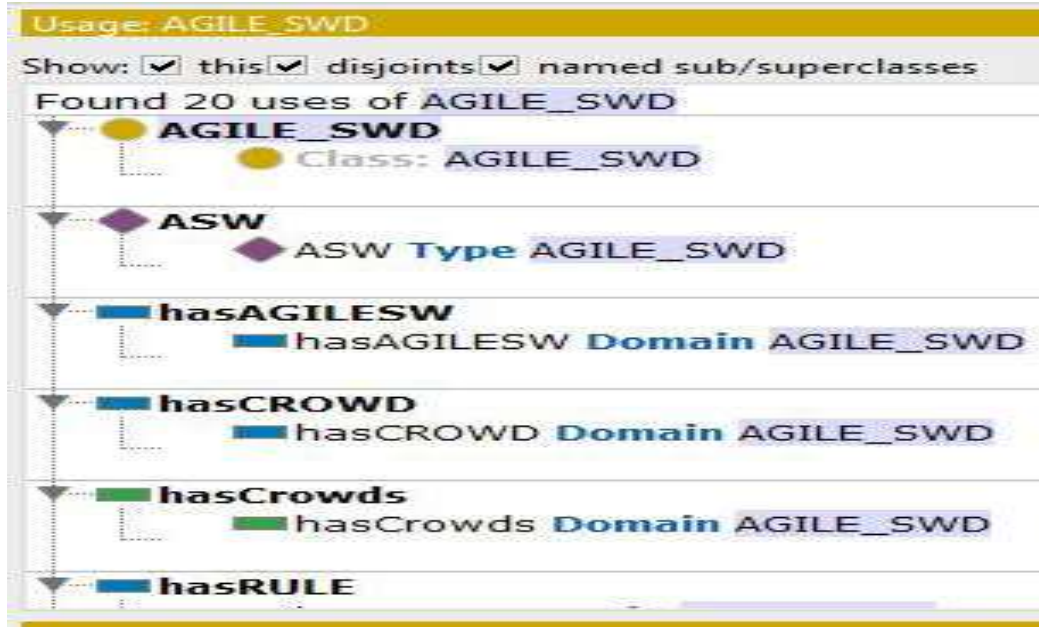 Usage: AGILE_SWD
Show: this disjoints named sub/superclasses
Found 20 uses of AGILE_SWD
AGILE_SWD
Class: AGILE_SWD
ASW
ASW Type AGILE_SWD
hasAGILESW
hasAGILESW Domain AGILE_SWD
hasCROWD
hasCROWD Domain AGILE_SWD
hasCrowds
hasCrowds Domain AGILE_SWD
hasRULE